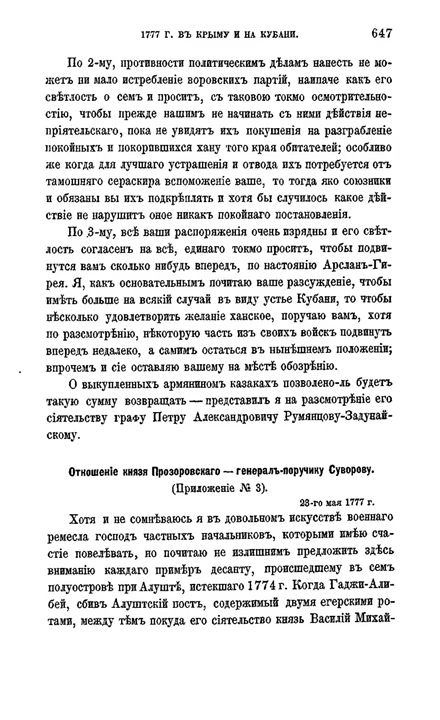 1777 Г. ВЪ КРЫМУ И НА КУБАНИ. 647
По 2-му, противности политическимъ дѣламъ нанесть не мо-
жетъ ни мало истребленіе воровскихъ партій, наипаче какъ его
свѣтлость о семъ и проситъ, съ таковою токмо осмотрительно-
стію, чтобы прежде нашимъ не начинать съ ними дѣйствія не-
пріятельскаго, пока не увидятъ ихъ покушенія на разграбленіе
покойныхъ и покорившихся хану того края обитателей; особливо
же когда для лучшаго устрашенія и отвода ихъ потребуется отъ
тамошняго сераскира вспоможеніе ваше, то тогда яко союзники
и обязаны вы ихъ подкрѣплять и хотя бы случилось какое дѣй-
ствіе не нарушитъ оное никакъ покойнаго постановленія.
По 3-му, всѣ ваши распоряженія очень изрядны и его свѣт-
лость согласенъ на всѣ, единаго токмо проситъ, чтобы подви-
нутся вамъ сколько нибудь впередъ, по настоянію Арсланъ-Ги-
рея. Я, какъ основательнымъ почитаю ваше разсужденіе, чтобы
имѣть больше на всякій случай въ виду устье Кубани, то чтобы
нѣсколько удовлетворить желаніе ханское, поручаю вамъ, хотя
по разсмотрѣнію, нѣкоторую часть изъ своихъ войскъ подвинуть
впередъ недалеко, а самимъ остаться въ нынѣшнемъ положеніи;
впрочемъ и сіе оставляю вашему на мѣстѣ обозрѣнію.
О выкупленныхъ армяниномъ казакахъ позволено-ль будетъ
такую сумму возвращать — представилъ я на разсмотрѣніе его
сіятельству графу Петру Александровичу Румянцову-Задунай-
скому.
Отношеніе князя Прозоровскаго — генералъ-поручику Суворову.
(Приложеніе № 3).
23-го мая 1777 г.
Хотя и не сомнѣваюсь я въ довольномъ искусствѣ военнаго
ремесла господъ частныхъ начальниковъ, которыми имѣю сча-
стіе повелѣвать, но почитаю не излишнимъ предложить здѣсь
вниманію каждаго примѣръ десанту, происшедшему въ семъ
полуостровѣ при Алуштѣ, истекшаго 1774 г. Когда Гаджи-Али-
бей, сбивъ Алуштскій постъ, содержимый двумя егерскими ро-
тами, между тѣмъ покуда его сіятельство князь Василій Михай-